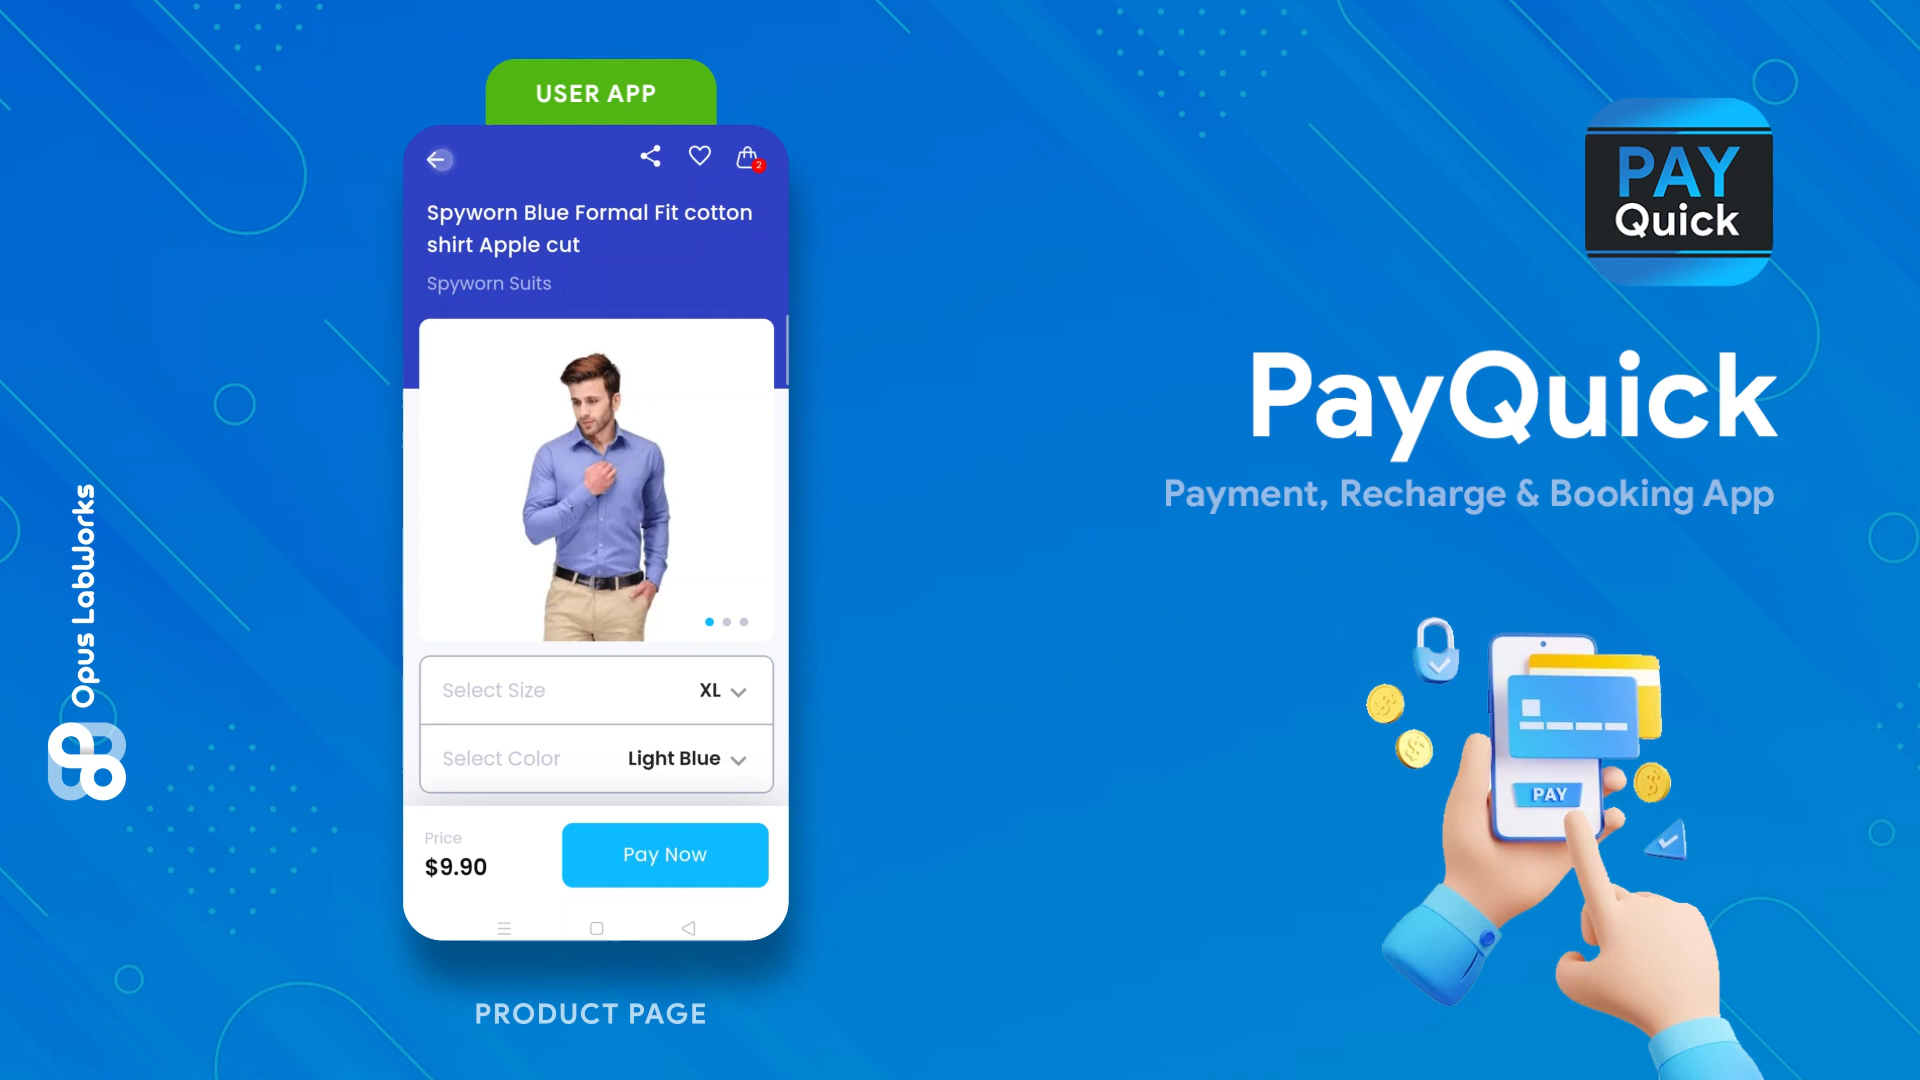 USER APP
2
Spyworn Blue Formal Fit cotton
shirt Apple cut
Spyworn Suits
Select Size XL
Select Color Light Blue
Price
$9.90
Pay Now
PRODUCT PAGE
Opus LabWorks
PAY
Quick
PayQuick
Payment, Recharge & Booking App
PAY